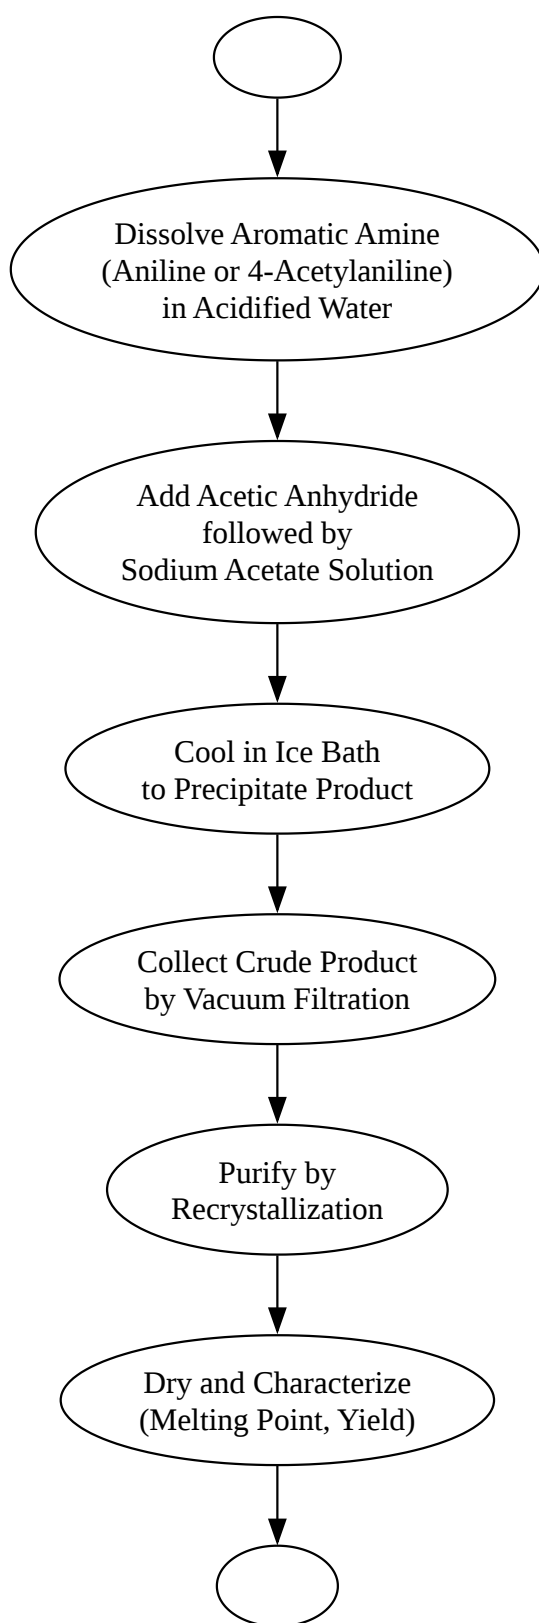 Dissolve Aromatic Amine
(Aniline or 4-Acetylaniline)
in Acidified Water
Add Acetic Anhydride
followed by
Sodium Acetate Solution
Cool in Ice Bath
to Precipitate Product
Collect Crude Product
by Vacuum Filtration
Purify by
Recrystallization
Dry and Characterize
(Melting Point, Yield)